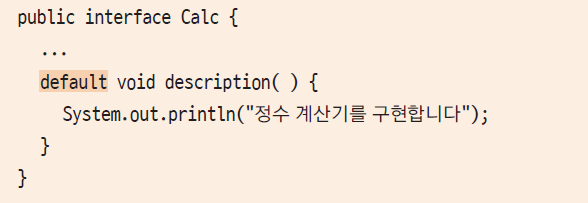 public interface Calc {
...
default void description( ) {
System.out.println("정수 계산기를 구현합니다");
}
}